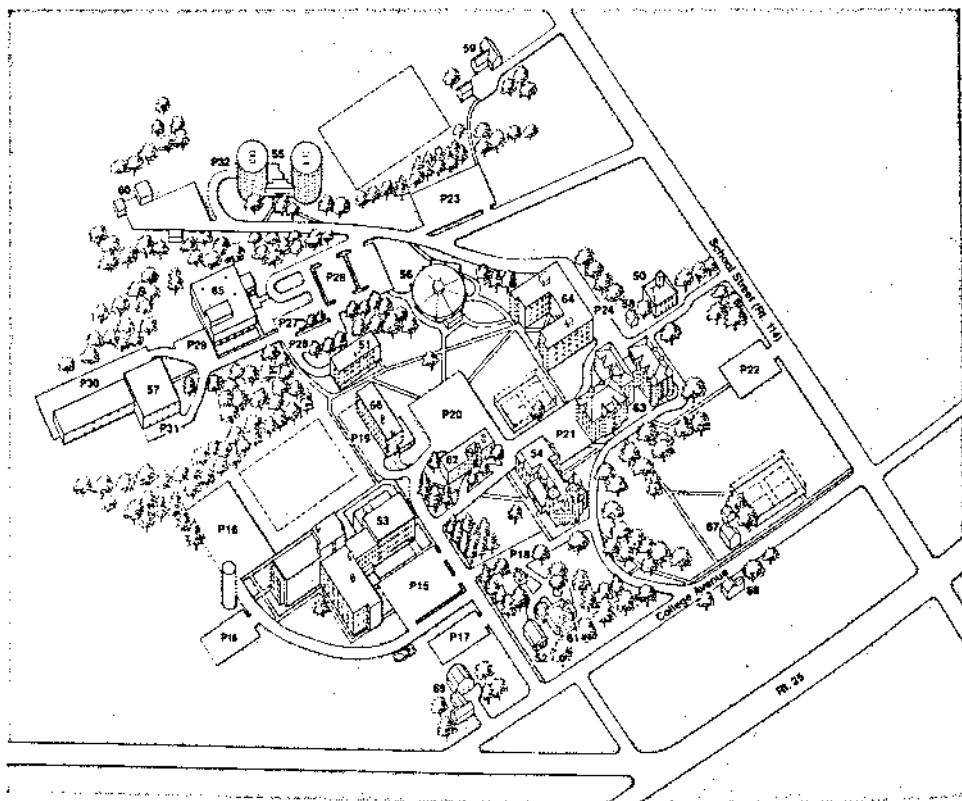 59
55
P32
60
P23
School Street (Rt. 114)
50
56
P26
65
58
64
P24
P27
P28
51
P29
P22
57
P30
63
P20
P19
P31
P21
62
54
P16
53
67
P18
6
P15
College Avenue
68
P17
61
52
Rt. 25
69